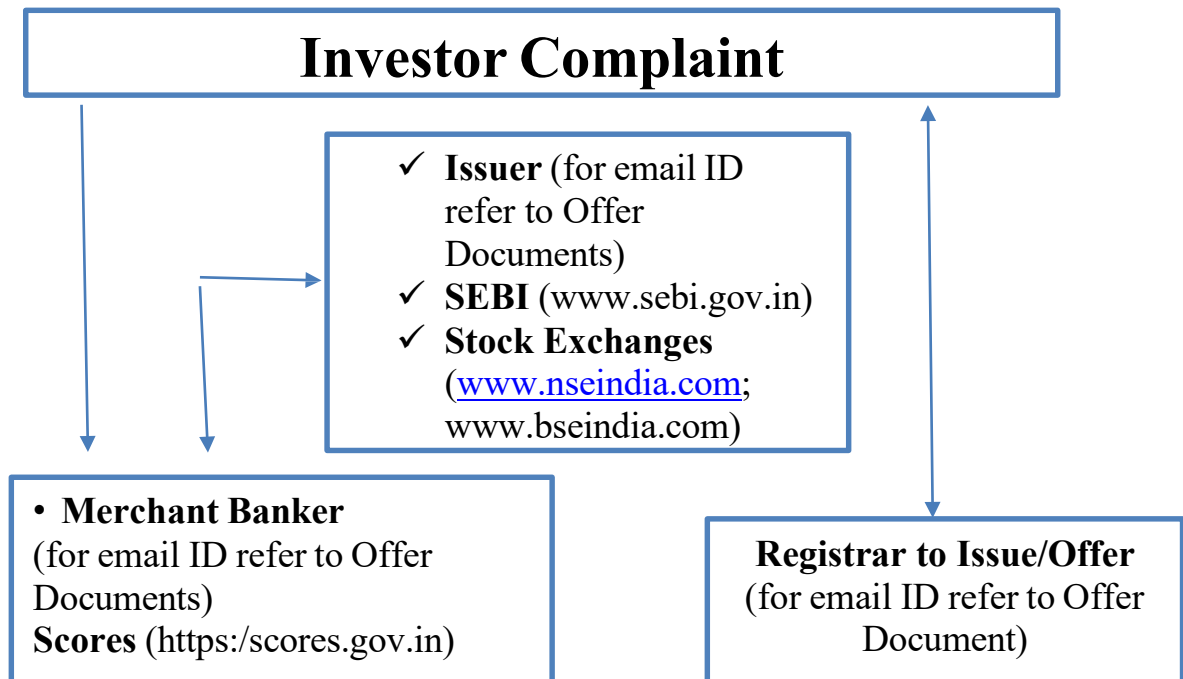 Investor Complaint
✓ Issuer (for email ID
refer to Offer
Documents)
✓ SEBI (www.sebi.gov.in)
✓ Stock Exchanges
(www.nseindia.com;
www.bseindia.com)
• Merchant Banker
(for email ID refer to Offer
Documents)
Scores (https:/scores.gov.in)
Registrar to Issue/Offer
(for email ID refer to Offer
Document)